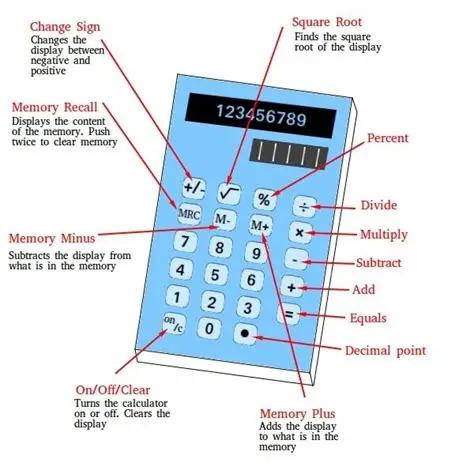 Change Sign
Changes the
display between
negative and
positive
Square Root
Finds the square
root of the display
Memory Recall
Displays the content
of the memory. Push
twice to clear memory
Percent
123456789
+/- √ % ÷
MRC M- M+ ×
7 8 9 -
4 5 6 +
1 2 3 =
on/c 0 •
Divide
Multiply
Subtract
Add
Equals
Decimal point
Memory Minus
Subtracts the display from
what is in the memory
On/Off/Clear
Turns the calculator
on or off. Clears the
display
Memory Plus
Adds the display
to what is in the
memory